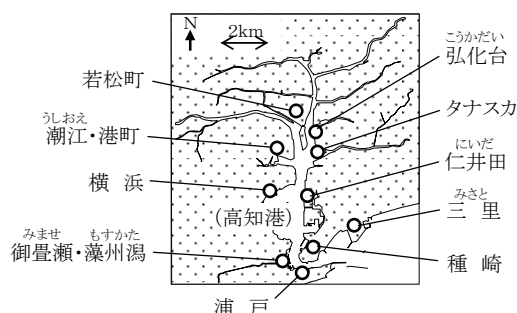 N
2km
こうかだい
弘化台
若松町
うしおえ
潮江・港町
タナスカ
にいだ
仁井田
横 浜
みさと
三 里
(高知港)
みませ もすかた
御畳瀬・藻州潟
種 崎
浦 戸